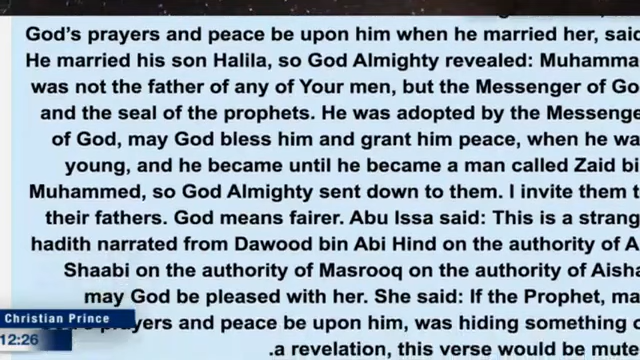 God's prayers and peace be upon him when he married her, said
He married his son Halila, so God Almighty revealed: Muhamma
was not the father of any of Your men, but the Messenger of Go
and the seal of the prophets. He was adopted by the Messenge
of God, may God bless him and grant him peace, when he wa
young, and he became until he became a man called Zaid bi
Muhammed, so God Almighty sent down to them. I invite them t
their fathers. God means fairer. Abu Issa said: This is a strang
hadith narrated from Dawood bin Abi Hind on the authority of A
Shaabi on the authority of Masrooq on the authority of Aisha
may God be pleased with her. She said: If the Prophet, ma
prayers and peace be upon him, was hiding something o
.a revelation, this verse would be mute
Christian Prince
12:26